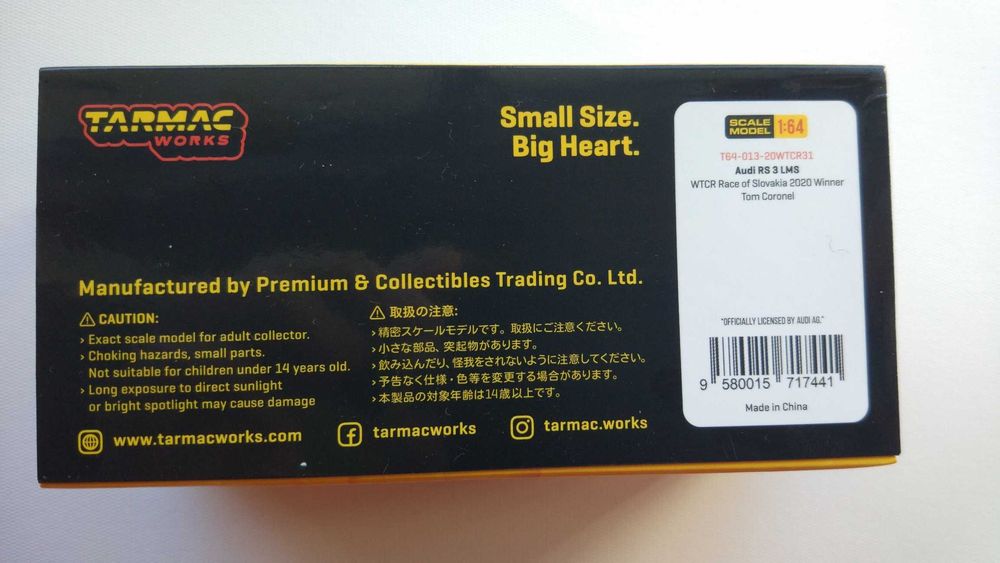 TARMAC
WORKS
Small Size.
Big Heart.
Manufactured by Premium & Collectibles Trading Co. Ltd.
CAUTION:
› Exact scale model for adult collector.
› Choking hazards, small parts.
Not suitable for children under 14 years old.
› Long exposure to direct sunlight
or bright spotlight may cause damage
取扱の注意:
›精密スケールモデルです。取扱にご注意ください。
›小さな部品、突起物があります。
›飲み込んだり、怪我をされないように注意してください。
›予告なく仕様・色等を変更する場合があります。
›本製品の対象年齢は14歳以上です。
www.tarmacworks.com
tarmacworks
tarmac.works
SCALE
MODEL 1:64
T64-013-20WTCR31
Audi RS 3 LMS
WTCR Race of Slovakia 2020 Winner
Tom Coronel
"OFFICIALLY LICENSED BY AUDI AG."
9 580015 717441
Made in China